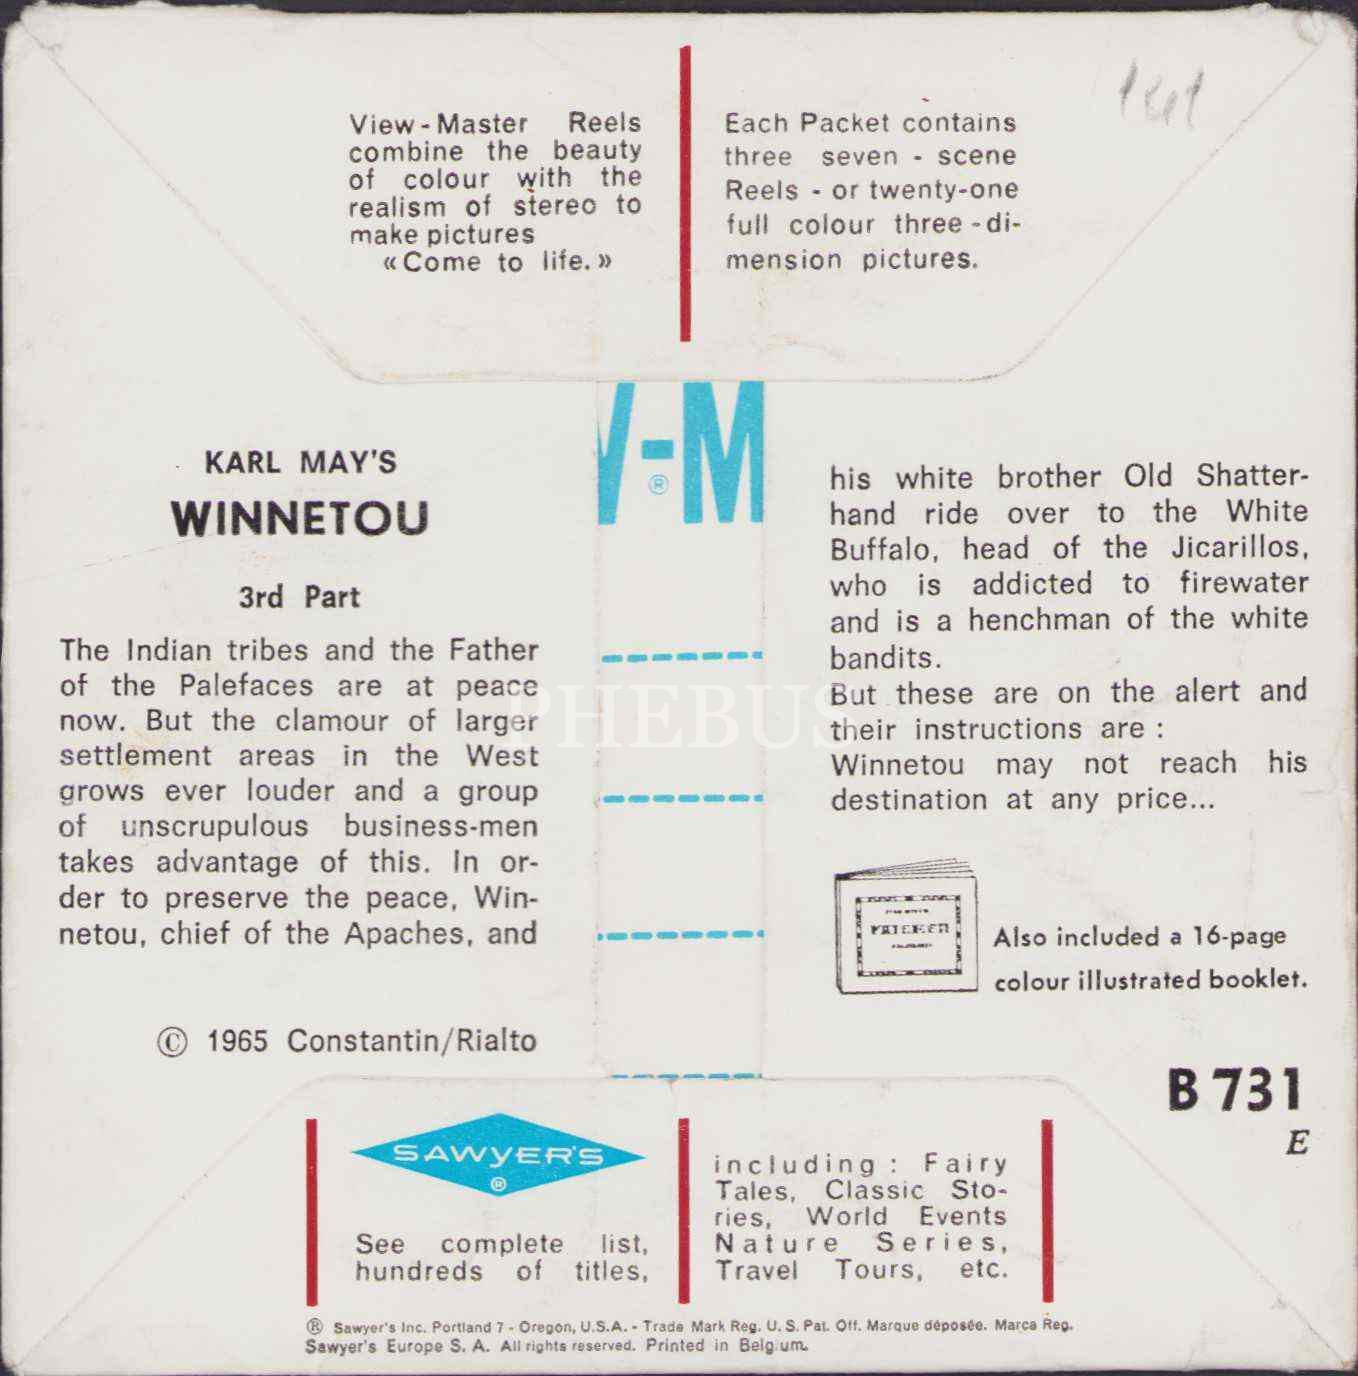 View-Master Reels
combine the beauty
of colour with the
realism of stereo to
make pictures
«Come to life.»
Each Packet contains
three seven - scene
Reels - or twenty-one
full colour three-di-
mension pictures.
141
V-M
®
KARL MAY'S
WINNETOU
3rd Part
The Indian tribes and the Father
of the Palefaces are at peace
now. But the clamour of larger
settlement areas in the West
grows ever louder and a group
of unscrupulous business-men
takes advantage of this. In or-
der to preserve the peace, Win-
netou, chief of the Apaches, and
© 1965 Constantin/Rialto
his white brother Old Shatter-
hand ride over to the White
Buffalo, head of the Jicarillos,
who is addicted to firewater
and is a henchman of the white
bandits.
But these are on the alert and
their instructions are :
Winnetou may not reach his
destination at any price...
PHEBUS
Also included a 16-page
colour illustrated booklet.
B 731
E
SAWYER'S
®
See complete list,
hundreds of titles,
including : Fairy
Tales, Classic Sto-
ries, World Events
Nature Series,
Travel Tours, etc.
® Sawyer's Inc. Portland 7 - Oregon, U.S.A. - Trade Mark Reg. U. S. Pat. Off. Marque déposée. Marca Reg.
Sawyer's Europe S. A. All rights reserved. Printed in Belgium.